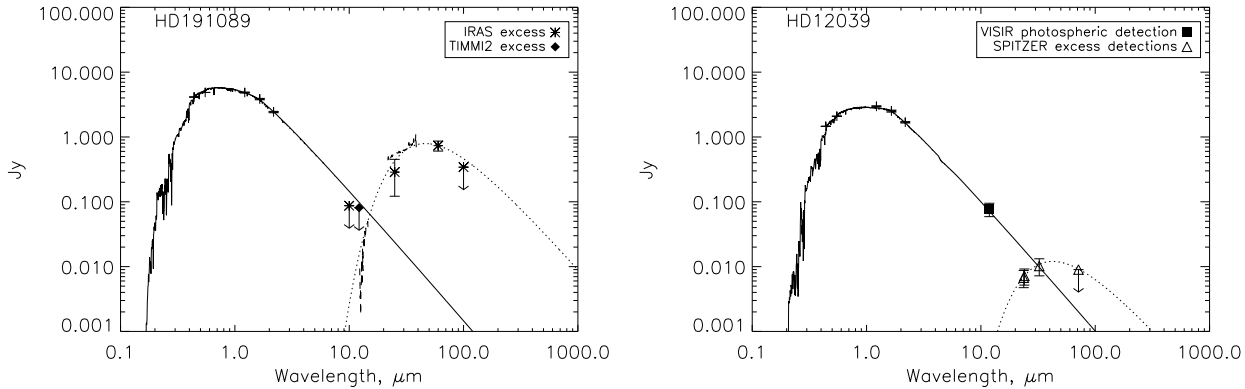 HD191089
IRAS excess
TIMMI2 excess
100.000
10.000
1.000
0.100
0.010
0.001
Jy
0.1 1.0 10.0 100.0 1000.0
Wavelength, μm
HD12039
VISIR photospheric detection
SPITZER excess detections
100.000
10.000
1.000
0.100
0.010
0.001
Jy
0.1 1.0 10.0 100.0 1000.0
Wavelength, μm